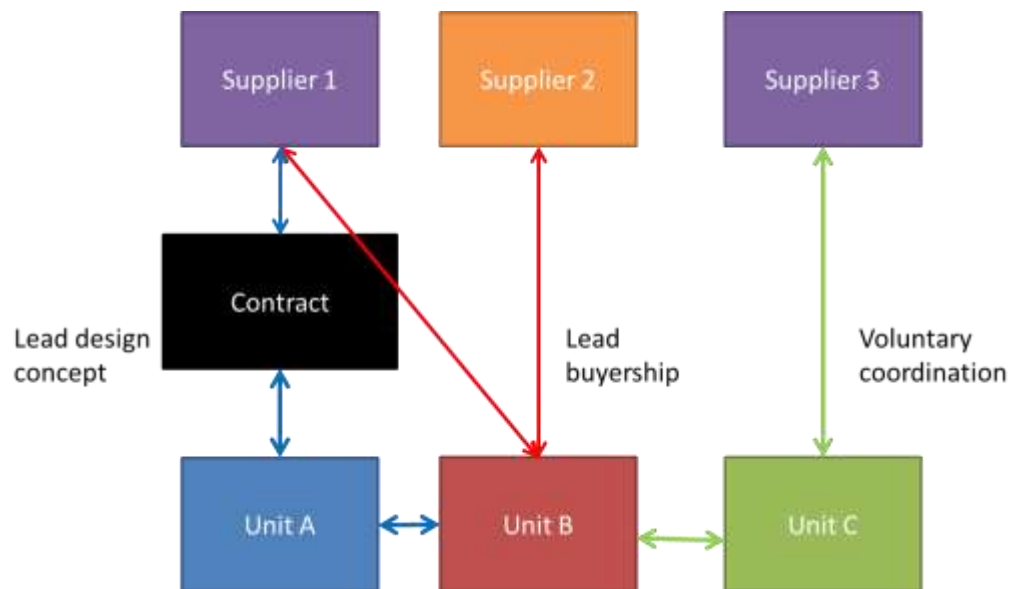 Supplier 1
Supplier 2
Supplier 3
Contract
Lead design
concept
Lead
buyership
Voluntary
coordination
Unit A
Unit B
Unit C